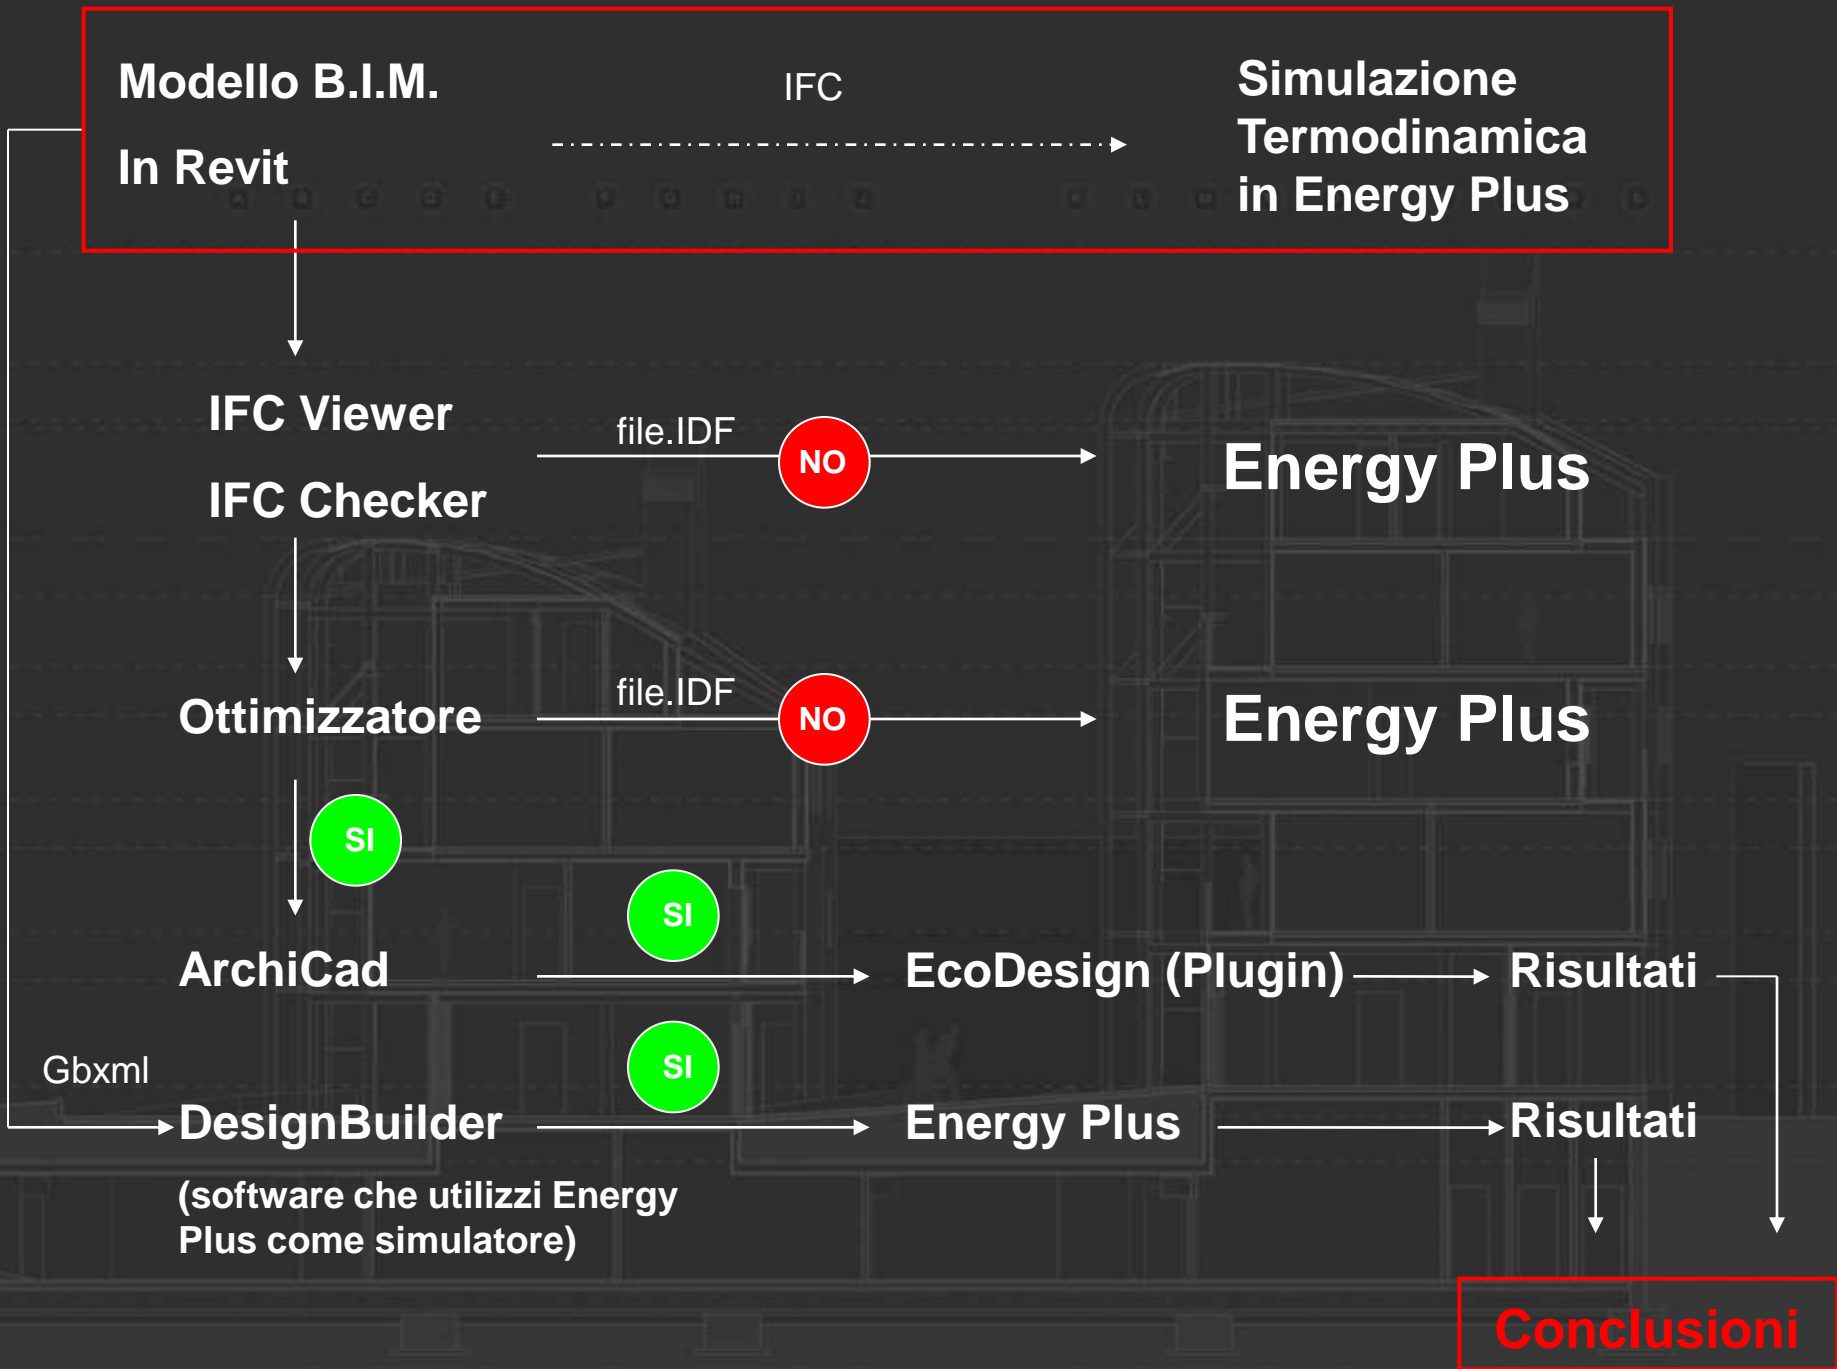 Modello B.I.M.
In Revit
IFC
Simulazione
Termodinamica
in Energy Plus
IFC Viewer
IFC Checker
file.IDF
NO
Energy Plus
Ottimizzatore
file.IDF
NO
Energy Plus
SI
ArchiCad
SI
EcoDesign (Plugin)
Risultati
Gbxml
DesignBuilder
(software che utilizzi Energy
Plus come simulatore)
SI
Energy Plus
Risultati
Conclusioni